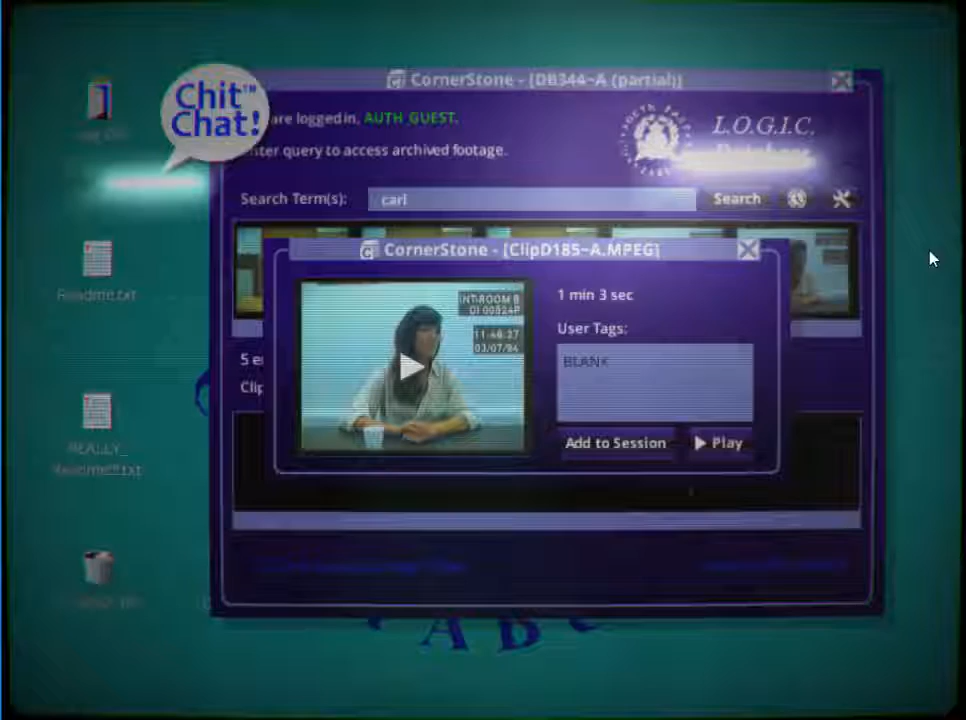 CornerStone - [DB344~A (partial)]
Chit™
Chat!
are logged in, AUTH_GUEST.
enter query to access archived footage.
L.O.G.I.C.
Database
Search Term(s):
carl
Search
CornerStone - [ClipD185~A.MPEG]
INT-ROOM B
11:46:27
03/07/94
1 min 3 sec
User Tags:
BLANK
Add to Session
Play
Readme.txt
5 e
Clip
REALLY_
Readme!!.txt